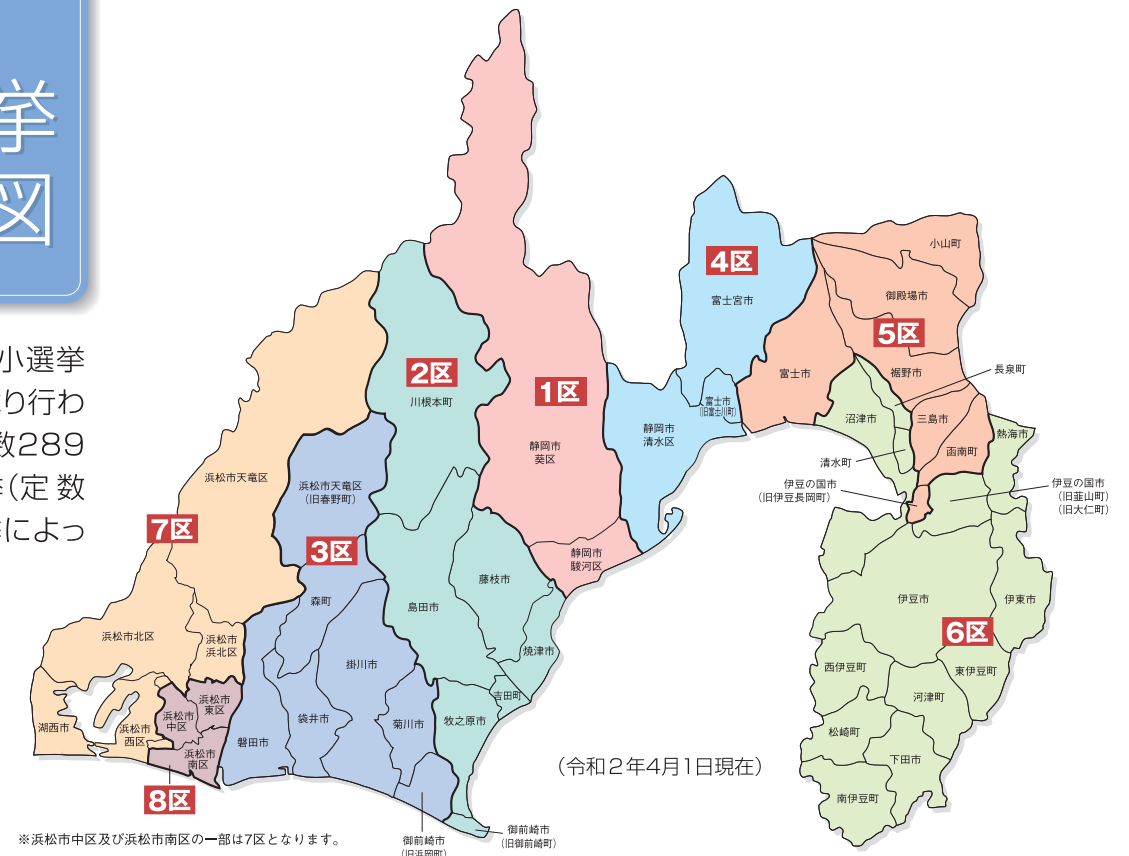 挙
図
小選挙
り行わ
数289
(定数
によっ
1区
2区
3区
4区
5区
6区
7区
8区
小山町
御殿場市
裾野市
長泉町
富士宮市
富士市
富士市
(旧富士川町)
沼津市
三島市
函南町
熱海市
清水町
伊豆の国市
(旧伊豆長岡町)
伊豆の国市
(旧韮山町)
(旧大仁町)
伊豆市
伊東市
西伊豆町
東伊豆町
河津町
松崎町
下田市
南伊豆町
静岡市
清水区
静岡市
葵区
静岡市
駿河区
川根本町
藤枝市
島田市
焼津市
吉田町
牧之原市
御前崎市
(旧御前崎町)
御前崎市
(旧浜岡町)
浜松市天竜区
(旧春野町)
森町
掛川市
袋井市
菊川市
磐田市
浜松市天竜区
浜松市北区
浜松市
浜北区
湖西市
浜松市
西区
浜松市
中区
浜松市
東区
浜松市
南区
(令和2年4月1日現在)
※浜松市中区及び浜松市南区の一部は7区となります。